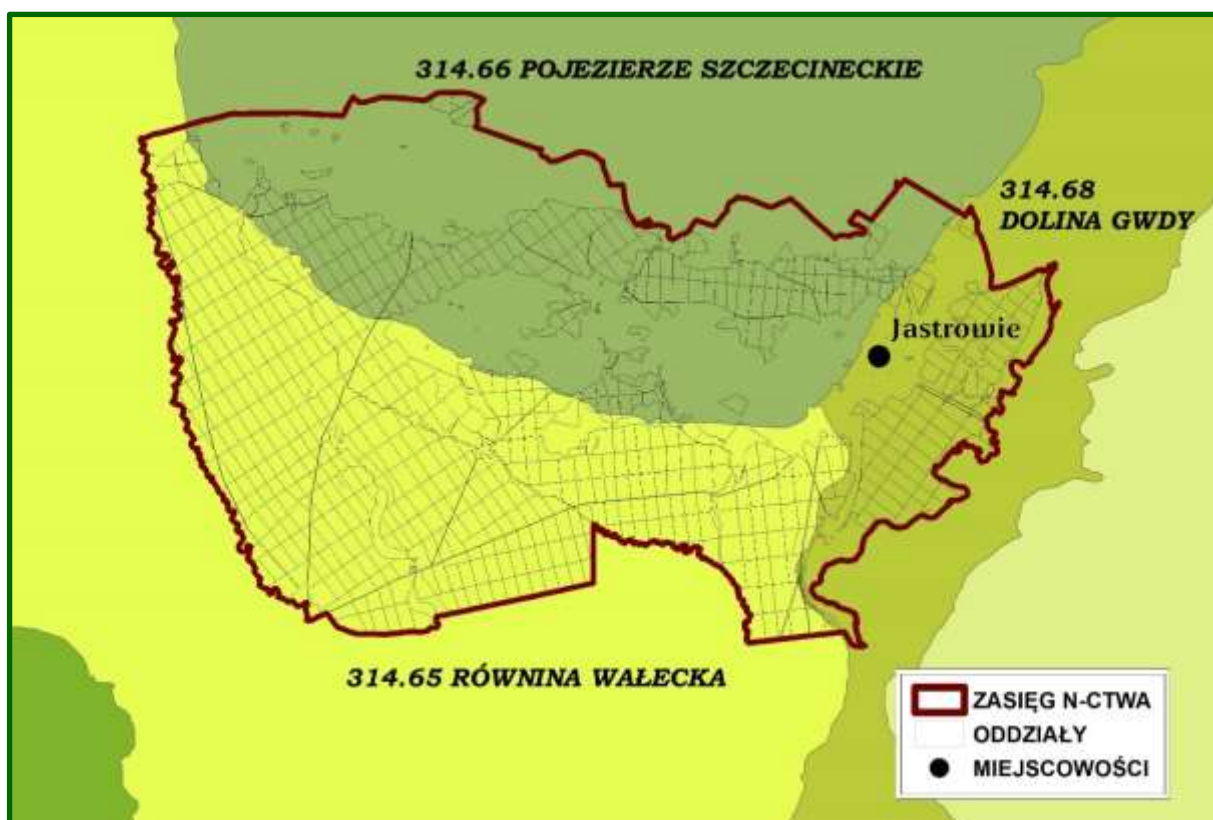 314.66 POJEZIERZE SZCZECINECKIE
314.68
DOLINA GWDY
Jastrowie
314.65 RÓWNINA WAŁECKA
ZASIĘG N-CTWA
ODDZIAŁY
MIEJSCOWOŚCI